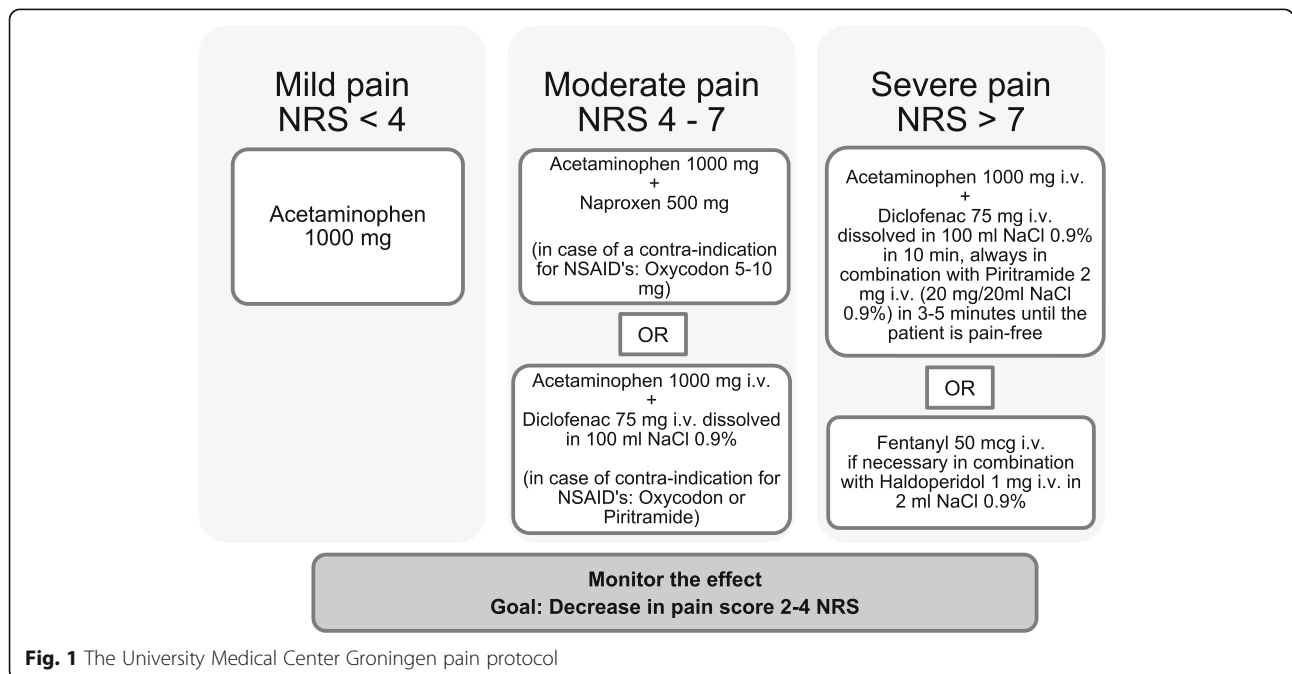 Mild pain
NRS < 4
Acetaminophen
1000 mg
Moderate pain
NRS 4 - 7
Acetaminophen 1000 mg
+
Naproxen 500 mg
(in case of a contra-indication
for NSAID's: Oxycodon 5-10
mg)
OR
Acetaminophen 1000 mg i.v.
+
Diclofenac 75 mg i.v. dissolved
in 100 ml NaCl 0.9%
(in case of contra-indication for
NSAID's: Oxycodon or
Piritramide)
Severe pain
NRS > 7
Acetaminophen 1000 mg i.v.
+
Diclofenac 75 mg i.v.
dissolved in 100 ml NaCl 0.9%
in 10 min, always in
combination with Piritramide 2
mg i.v. (20 mg/20ml NaCl
0.9%) in 3-5 minutes until the
patient is pain-free
OR
Fentanyl 50 mcg i.v.
if necessary in combination
with Haldoperidol 1 mg i.v. in
2 ml NaCl 0.9%
Monitor the effect
Goal: Decrease in pain score 2-4 NRS
Fig. 1 The University Medical Center Groningen pain protocol